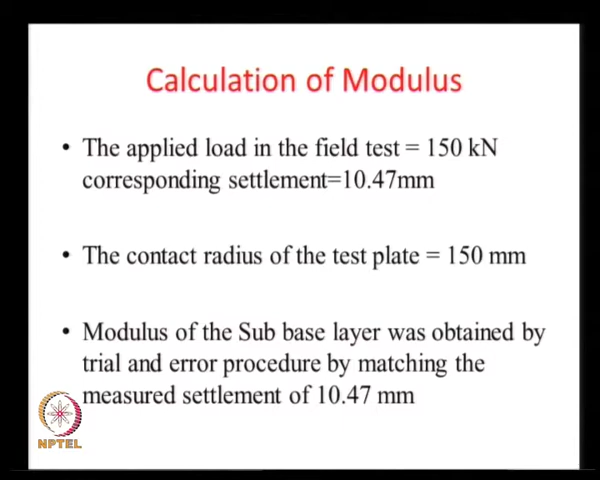 Calculation of Modulus
• The applied load in the field test = 150 kN
corresponding settlement=10.47mm
• The contact radius of the test plate = 150 mm
• Modulus of the Sub base layer was obtained by
trial and error procedure by matching the
measured settlement of 10.47 mm
NPTEL